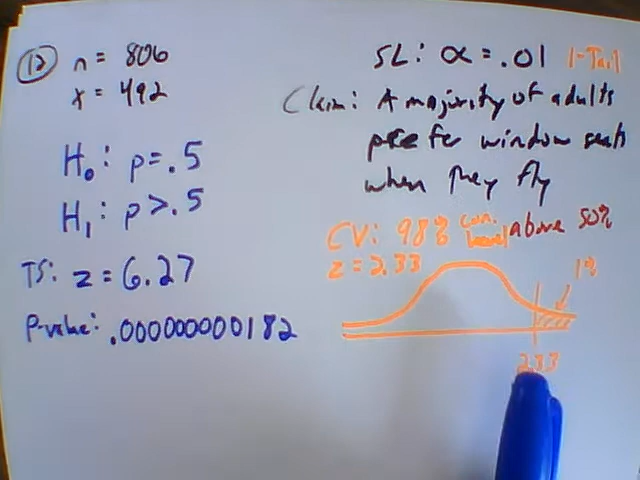 12 n = 806
x = 492
H₀: p = .5
H₁: p > .5
TS: z = 6.27
P-value: .000000000182
SL: α = .01 1-Tail
Claim: A majority of adults
prefer window seats
when they fly
above 50%
CV: 98% con. level
z = 2.33
1%
2.33